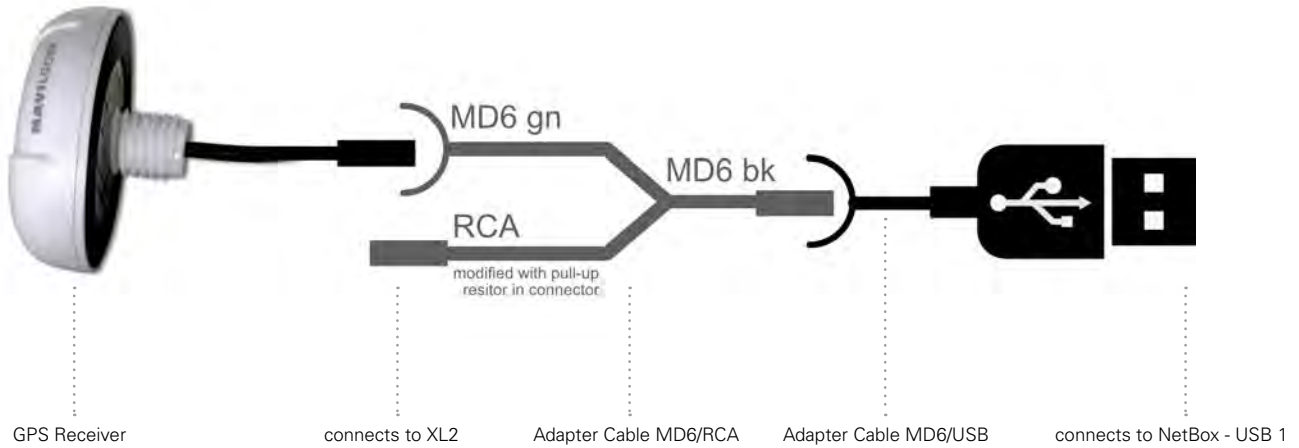 NAVILOCK
MD6 gn
MD6 bk
RCA
modified with pull-up
resitor in connector
GPS Receiver
connects to XL2
Adapter Cable MD6/RCA
Adapter Cable MD6/USB
connects to NetBox - USB 1